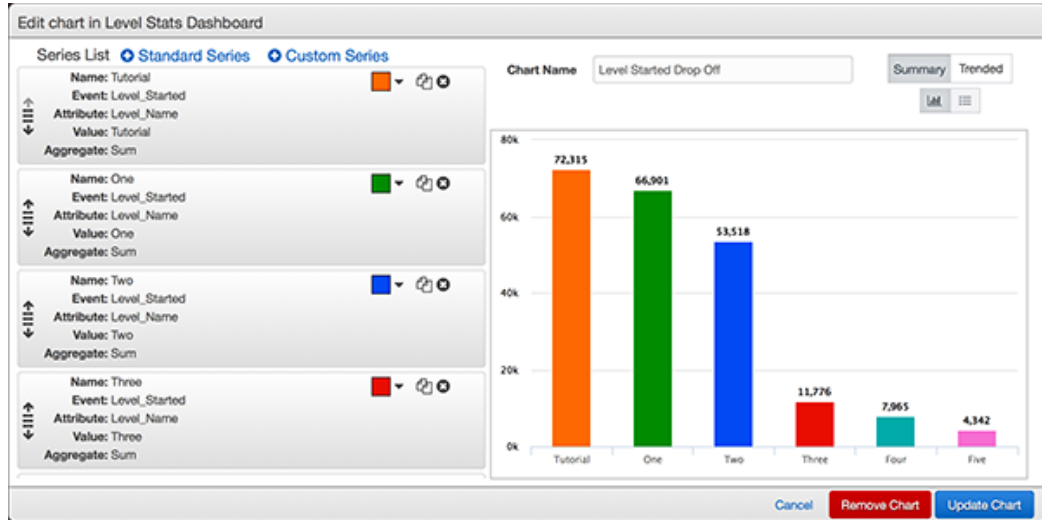 Edit chart in Level Stats Dashboard
Series List Standard Series Custom Series
Name: Tutorial
Event: Level_Started
Attribute: Level_Name
Value: Tutorial
Aggregate: Sum
Name: One
Event: Level_Started
Attribute: Level_Name
Value: One
Aggregate: Sum
Name: Two
Event: Level_Started
Attribute: Level_Name
Value: Two
Aggregate: Sum
Name: Three
Event: Level_Started
Attribute: Level_Name
Value: Three
Aggregate: Sum
Chart Name Level Started Drop Off Summary Trended
80k
60k
40k
20k
0k
72,315
66,901
53,518
11,776
7,965
4,342
Tutorial One Two Three Four Five
Cancel Remove Chart Update Chart